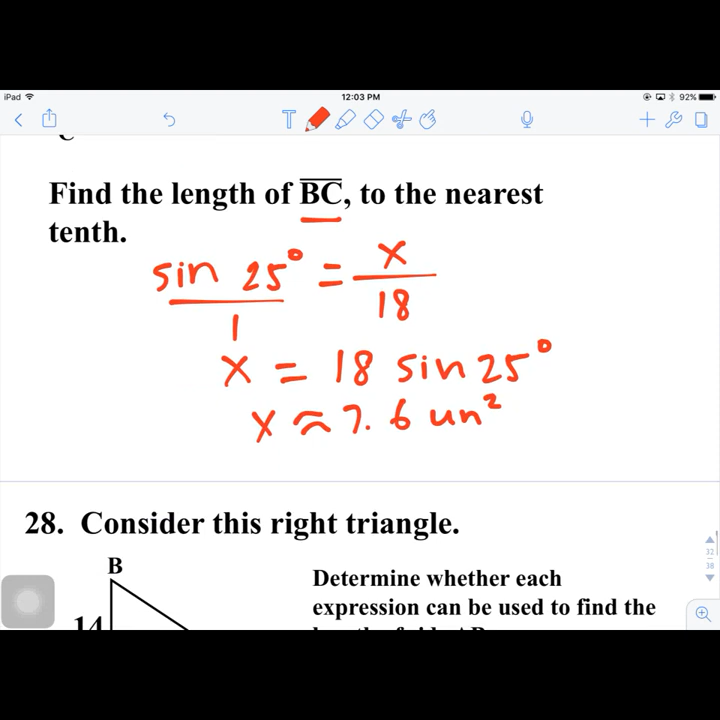 iPad 12:03 PM 92%
T
Find the length of BC, to the nearest
tenth.
sin 25° = x
1 18
x = 18 sin 25°
x ≈ 7.6 un²
28. Consider this right triangle.
B
14
Determine whether each
expression can be used to find the
32
38